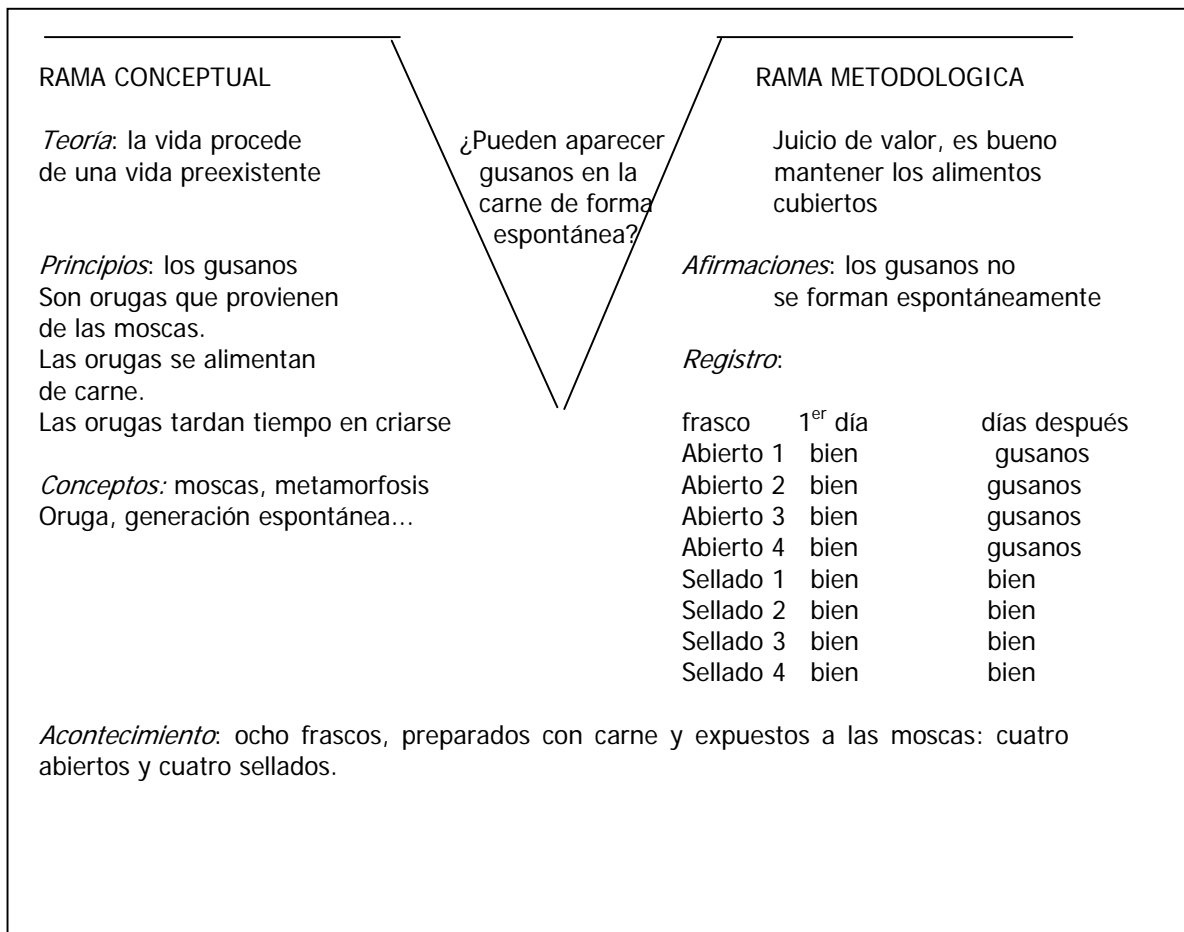 RAMA CONCEPTUAL
Teoría: la vida procede
de una vida preexistente
Principios: los gusanos
Son orugas que provienen
de las moscas.
Las orugas se alimentan
de carne.
Las orugas tardan tiempo en criarse
Conceptos: moscas, metamorfosis
Oruga, generación espontánea...
¿Pueden aparecer
gusanos en la
carne de forma
espontánea?
RAMA METODOLOGICA
Juicio de valor, es bueno
mantener los alimentos
cubiertos
Afirmaciones: los gusanos no
se forman espontáneamente
Registro:
frasco 1er día días después
Abierto 1 bien gusanos
Abierto 2 bien gusanos
Abierto 3 bien gusanos
Abierto 4 bien gusanos
Sellado 1 bien bien
Sellado 2 bien bien
Sellado 3 bien bien
Sellado 4 bien bien
Acontecimiento: ocho frascos, preparados con carne y expuestos a las moscas: cuatro
abiertos y cuatro sellados.